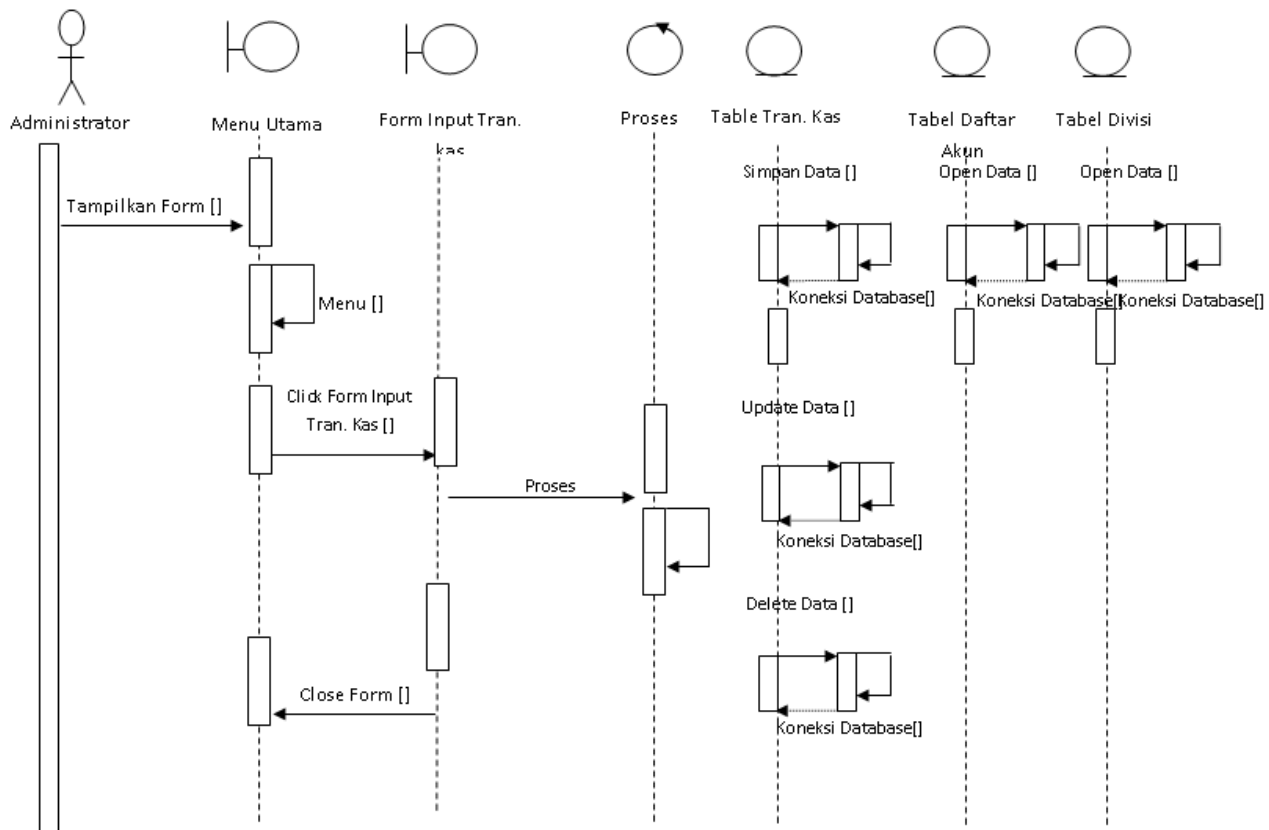 Administrator
Menu Utama
Form Input Tran.
kas
Proses
Table Tran. Kas
Tabel Daftar
Akun
Tabel Divisi
Simpan Data []
Open Data []
Open Data []
Tampilkan Form []
Menu []
Koneksi Database[]
Koneksi Database[]
Koneksi Database[]
Click Form Input
Tran. Kas []
Update Data []
Proses
Koneksi Database[]
Delete Data []
Close Form []
Koneksi Database[]